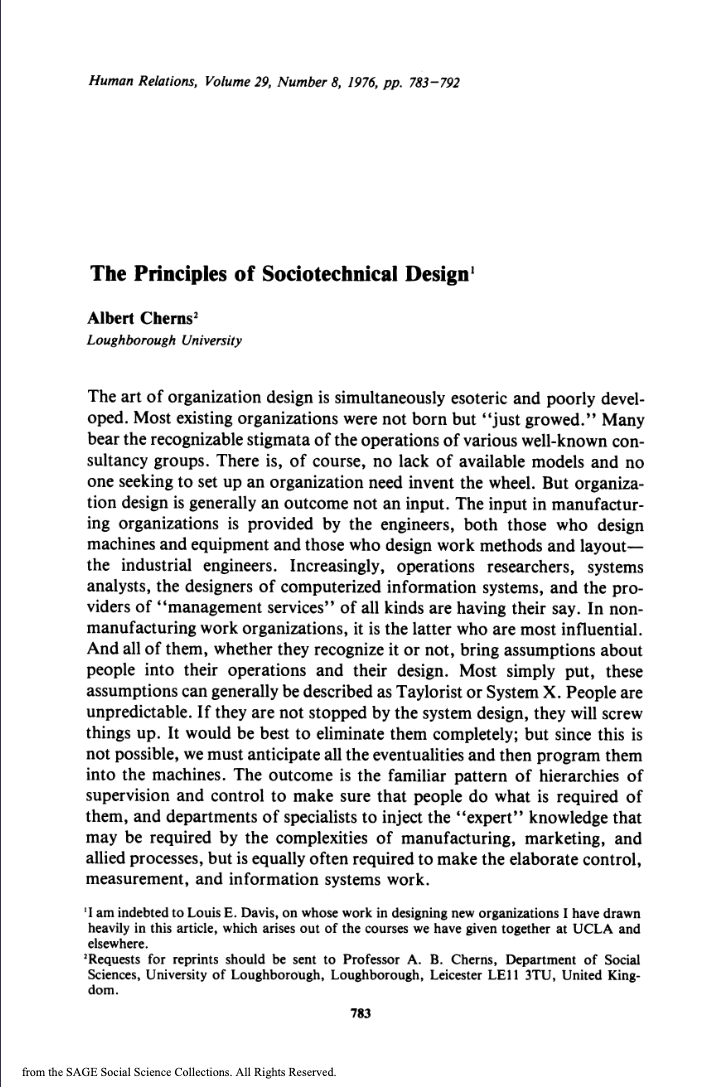 Human Relations, Volume 29, Number 8, 1976, pp. 783–792
The Principles of Sociotechnical Design¹
Albert Cherns²
Loughborough University
The art of organization design is simultaneously esoteric and poorly devel-
oped. Most existing organizations were not born but ‘‘just growed.’’ Many
bear the recognizable stigmata of the operations of various well-known con-
sultancy groups. There is, of course, no lack of available models and no
one seeking to set up an organization need invent the wheel. But organiza-
tion design is generally an outcome not an input. The input in manufactur-
ing organizations is provided by the engineers, both those who design
machines and equipment and those who design work methods and layout—
the industrial engineers. Increasingly, operations researchers, systems
analysts, the designers of computerized information systems, and the pro-
viders of ‘‘management services’’ of all kinds are having their say. In non-
manufacturing work organizations, it is the latter who are most influential.
And all of them, whether they recognize it or not, bring assumptions about
people into their operations and their design. Most simply put, these
assumptions can generally be described as Taylorist or System X. People are
unpredictable. If they are not stopped by the system design, they will screw
things up. It would be best to eliminate them completely; but since this is
not possible, we must anticipate all the eventualities and then program them
into the machines. The outcome is the familiar pattern of hierarchies of
supervision and control to make sure that people do what is required of
them, and departments of specialists to inject the ‘‘expert’’ knowledge that
may be required by the complexities of manufacturing, marketing, and
allied processes, but is equally often required to make the elaborate control,
measurement, and information systems work.
¹I am indebted to Louis E. Davis, on whose work in designing new organizations I have drawn
heavily in this article, which arises out of the courses we have given together at UCLA and
elsewhere.
²Requests for reprints should be sent to Professor A. B. Cherns, Department of Social
Sciences, University of Loughborough, Loughborough, Leicester LE11 3TU, United King-
dom.
783
from the SAGE Social Science Collections. All Rights Reserved.